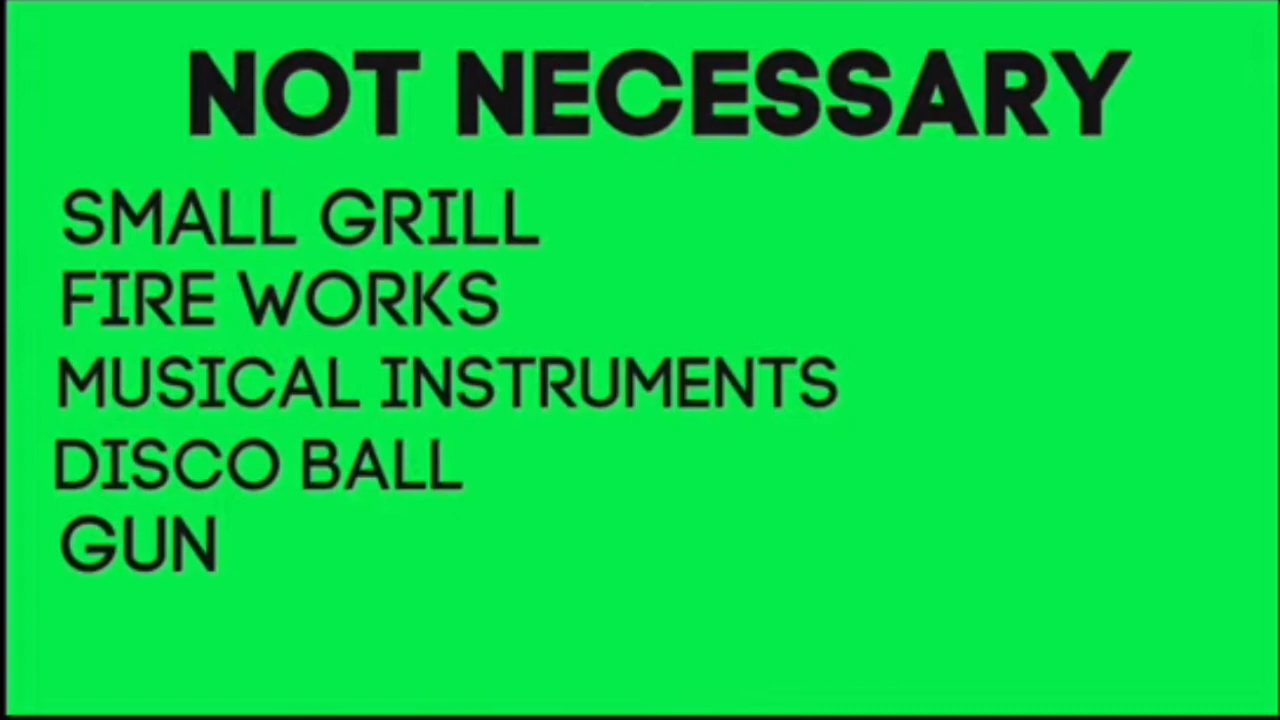 NOT NECESSARY
SMALL GRILL
FIRE WORKS
MUSICAL INSTRUMENTS
DISCO BALL
GUN